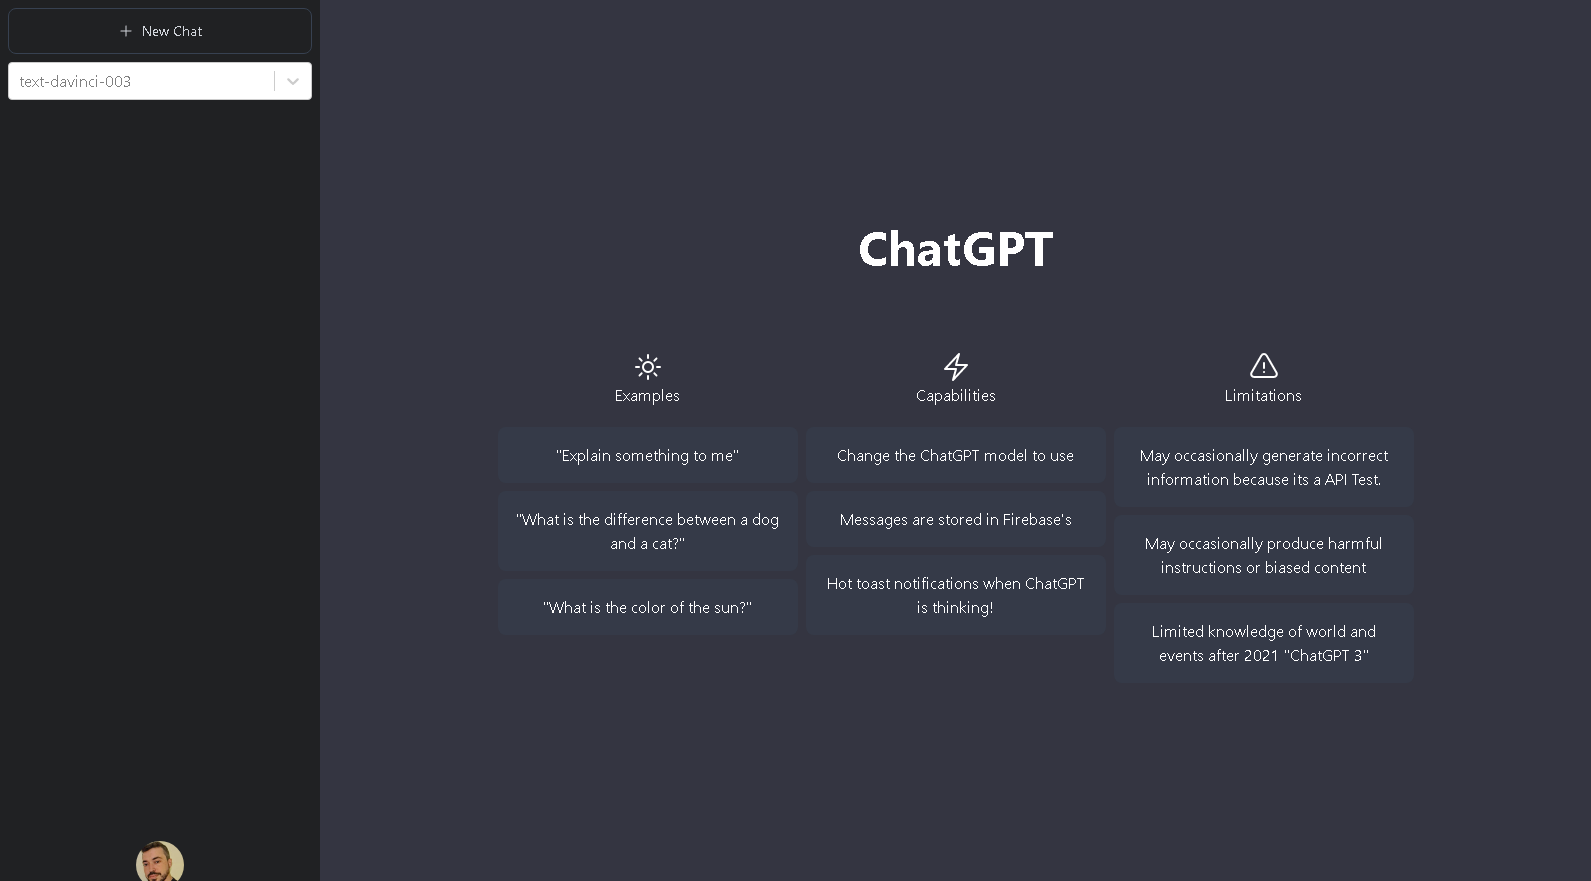 New Chat
text-davinci-003
ChatGPT
Examples
"Explain something to me"
"What is the difference between a dog
and a cat?"
"What is the color of the sun?"
Capabilities
Change the ChatGPT model to use
Messages are stored in Firebase's
Hot toast notifications when ChatGPT
is thinking!
Limitations
May occasionally generate incorrect
information because its a API Test.
May occasionally produce harmful
instructions or biased content
Limited knowledge of world and
events after 2021 "ChatGPT 3"